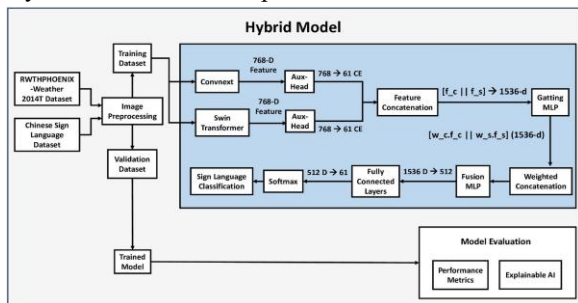 Hybrid Model
RWTHPHOENIX
-Weather
2014T Dataset
Chinese Sign
Language
Dataset
Training
Dataset
Image
Preprocessing
Validation
Dataset
Trained
Model
Convnext
768-D
Feature
Aux-
Head
768 → 61 CE
Swin
Transformer
768-D
Feature
Aux-
Head
768 → 61 CE
Feature
Concatenation
[f_c || f_s] → 1536-d
Gatting
MLP
[w_c.f_c || w_s.f_s] (1536-d)
Weighted
Concatenation
Fusion
MLP
1536 D → 512
Fully
Connected
Layers
512 D → 61
Softmax
Sign Language
Classification
Model Evaluation
Performance
Metrics
Explainable AI